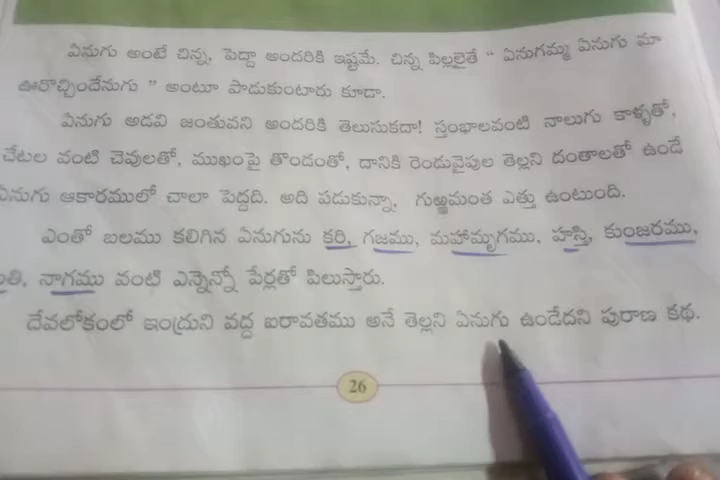 ఏనుగు అంటే చిన్న, పెద్దా అందరికి ఇష్టమే. చిన్న పిల్లలైతే " ఏనుగమ్మ ఏనుగు మా
ఊరొచ్చిందేనుగు " అంటూ పాడుకుంటారు కూడా.
ఏనుగు అడవి జంతువని అందరికి తెలుసుకదా! స్తంభాలవంటి నాలుగు కాళ్ళతో,
చేటల వంటి చెవులతో, ముఖంపై తొండంతో, దానికి రెండువైపుల తెల్లని దంతాలతో ఉండే
ఏనుగు ఆకారములో చాలా పెద్దది. అది పడుకున్నా, గుఱ్ఱమంత ఎత్తు ఉంటుంది.
ఎంతో బలము కలిగిన ఏనుగును కరి, గజము, మహామృగము, హస్తి, కుంజరము,
నాగము వంటి ఎన్నెన్నో పేర్లతో పిలుస్తారు.
దేవలోకంలో ఇంద్రుని వద్ద ఐరావతము అనే తెల్లని ఏనుగు ఉండేదని పురాణ కథ.
26